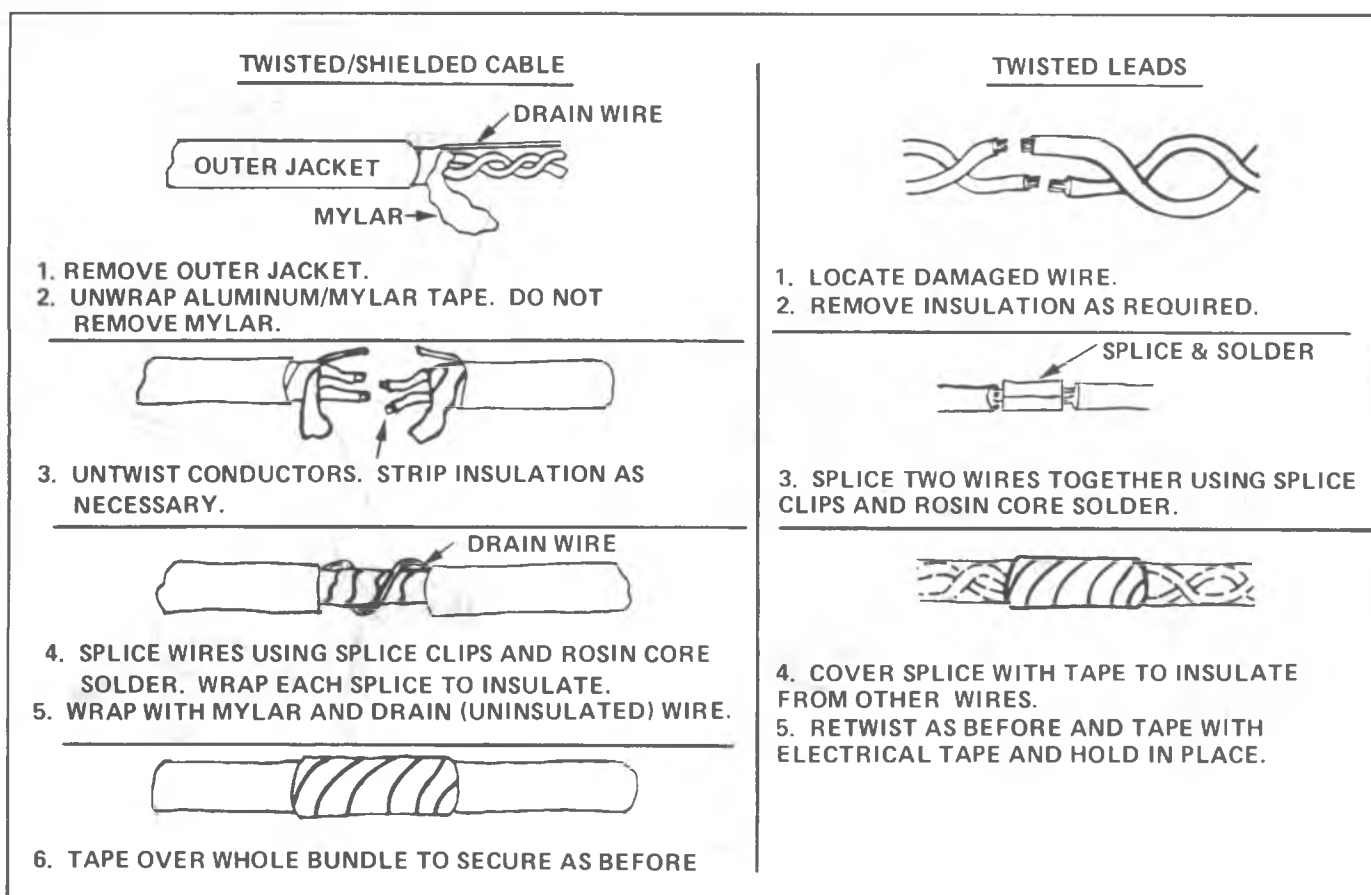 TWISTED/SHIELDED CABLE
DRAIN WIRE
OUTER JACKET
MYLAR
1. REMOVE OUTER JACKET.
2. UNWRAP ALUMINUM/MYLAR TAPE. DO NOT
REMOVE MYLAR.
3. UNTWIST CONDUCTORS. STRIP INSULATION AS
NECESSARY.
DRAIN WIRE
4. SPLICE WIRES USING SPLICE CLIPS AND ROSIN CORE
SOLDER. WRAP EACH SPLICE TO INSULATE.
5. WRAP WITH MYLAR AND DRAIN (UNINSULATED) WIRE.
6. TAPE OVER WHOLE BUNDLE TO SECURE AS BEFORE
TWISTED LEADS
1. LOCATE DAMAGED WIRE.
2. REMOVE INSULATION AS REQUIRED.
SPLICE & SOLDER
3. SPLICE TWO WIRES TOGETHER USING SPLICE
CLIPS AND ROSIN CORE SOLDER.
4. COVER SPLICE WITH TAPE TO INSULATE
FROM OTHER WIRES.
5. RETWIST AS BEFORE AND TAPE WITH
ELECTRICAL TAPE AND HOLD IN PLACE.